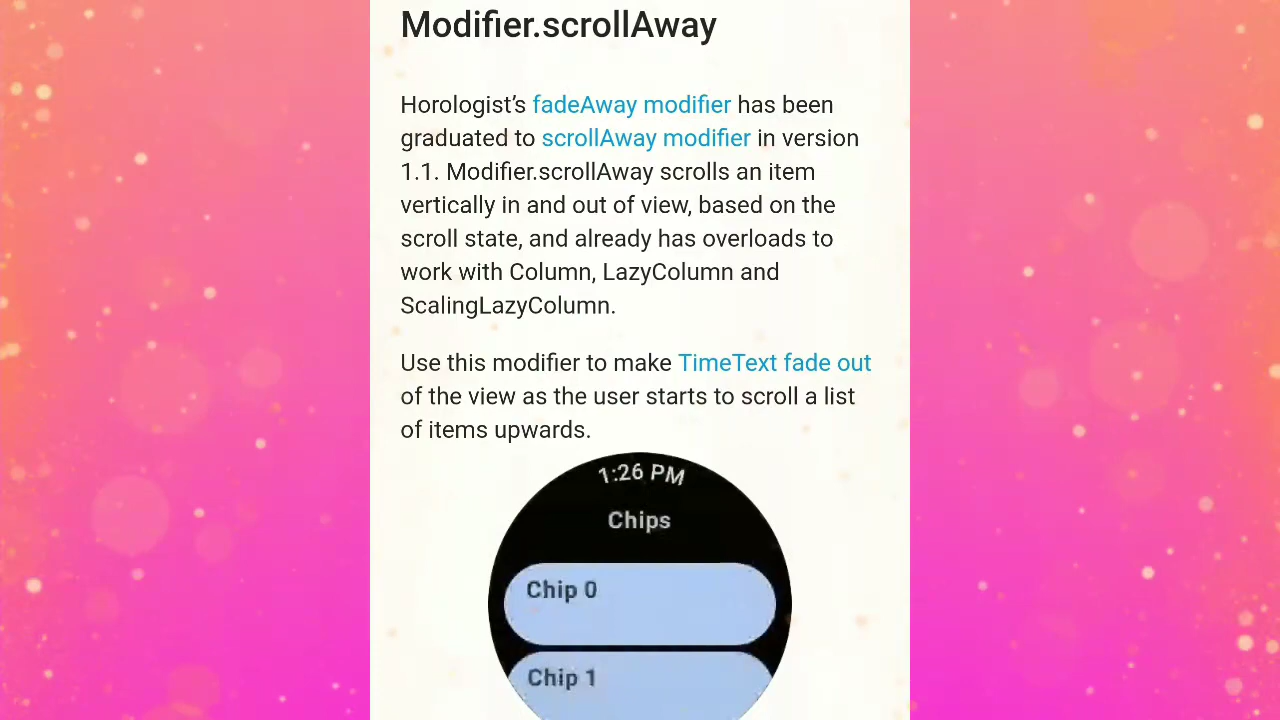 Modifier.scrollAway
Horologist’s fadeAway modifier has been
graduated to scrollAway modifier in version
1.1. Modifier.scrollAway scrolls an item
vertically in and out of view, based on the
scroll state, and already has overloads to
work with Column, LazyColumn and
ScalingLazyColumn.
Use this modifier to make TimeText fade out
of the view as the user starts to scroll a list
of items upwards.
1:26 PM
Chips
Chip 0
Chip 1